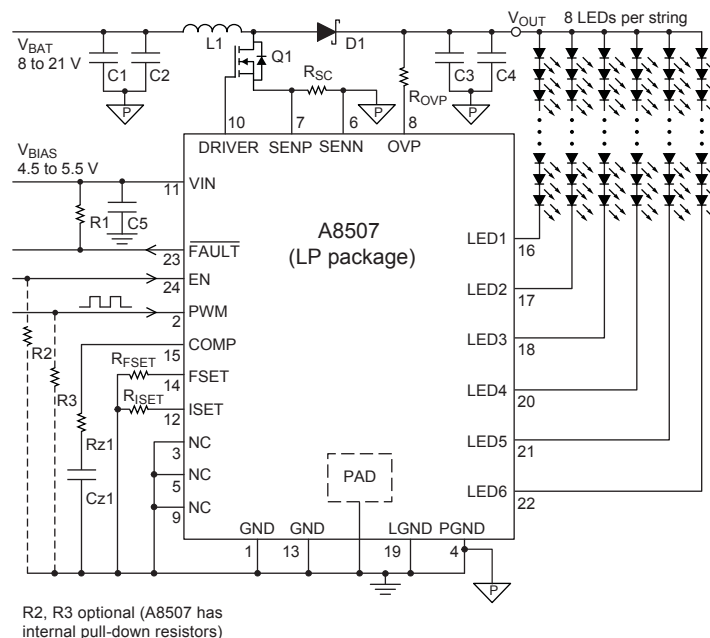 VBAT
8 to 21 V
C1
C2
P
L1
Q1
D1
RSC
P
ROVP
C3
C4
P
VOUT
8 LEDs per string
10
7
6
8
DRIVER
SENP
SENN
OVP
VBIAS
4.5 to 5.5 V
R1
C5
11
VIN
23
FAULT
24
EN
2
PWM
15
COMP
RFSET
14
FSET
RISET
12
ISET
3
NC
5
NC
9
NC
R2
R3
Rz1
Cz1
A8507
(LP package)
LED1
16
LED2
17
LED3
18
LED4
20
LED5
21
LED6
22
PAD
GND
GND
LGND
PGND
1
13
19
4
P
R2, R3 optional (A8507 has
internal pull-down resistors)